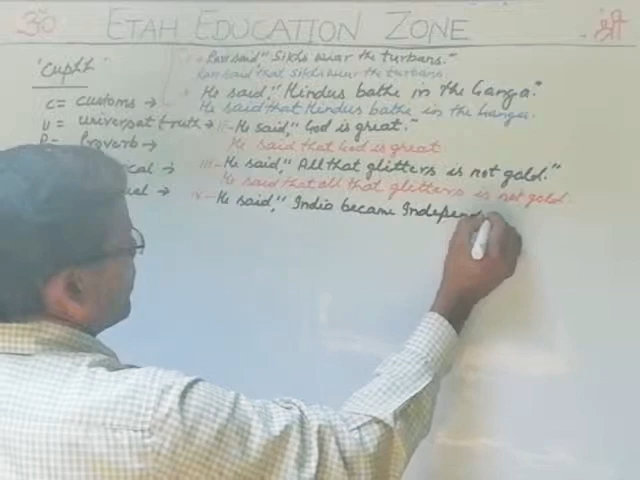 ॐ ETAH EDUCATION ZONE श्री
"Cuphh"
Ram said" Sikhs wear the turbans."
Ram said that Sikhs wear the turbans
C = customs → He said," Hindus bathe in the Ganga."
He said that Hindus bathe in the Ganga.
U = universal truth → ii- He said," God is great."
P = Proverb → He said that God is great
cal → iii- He said," All that glitters is not gold."
He said that all that glitters is not gold.
ual → iv- He said," India became Independ